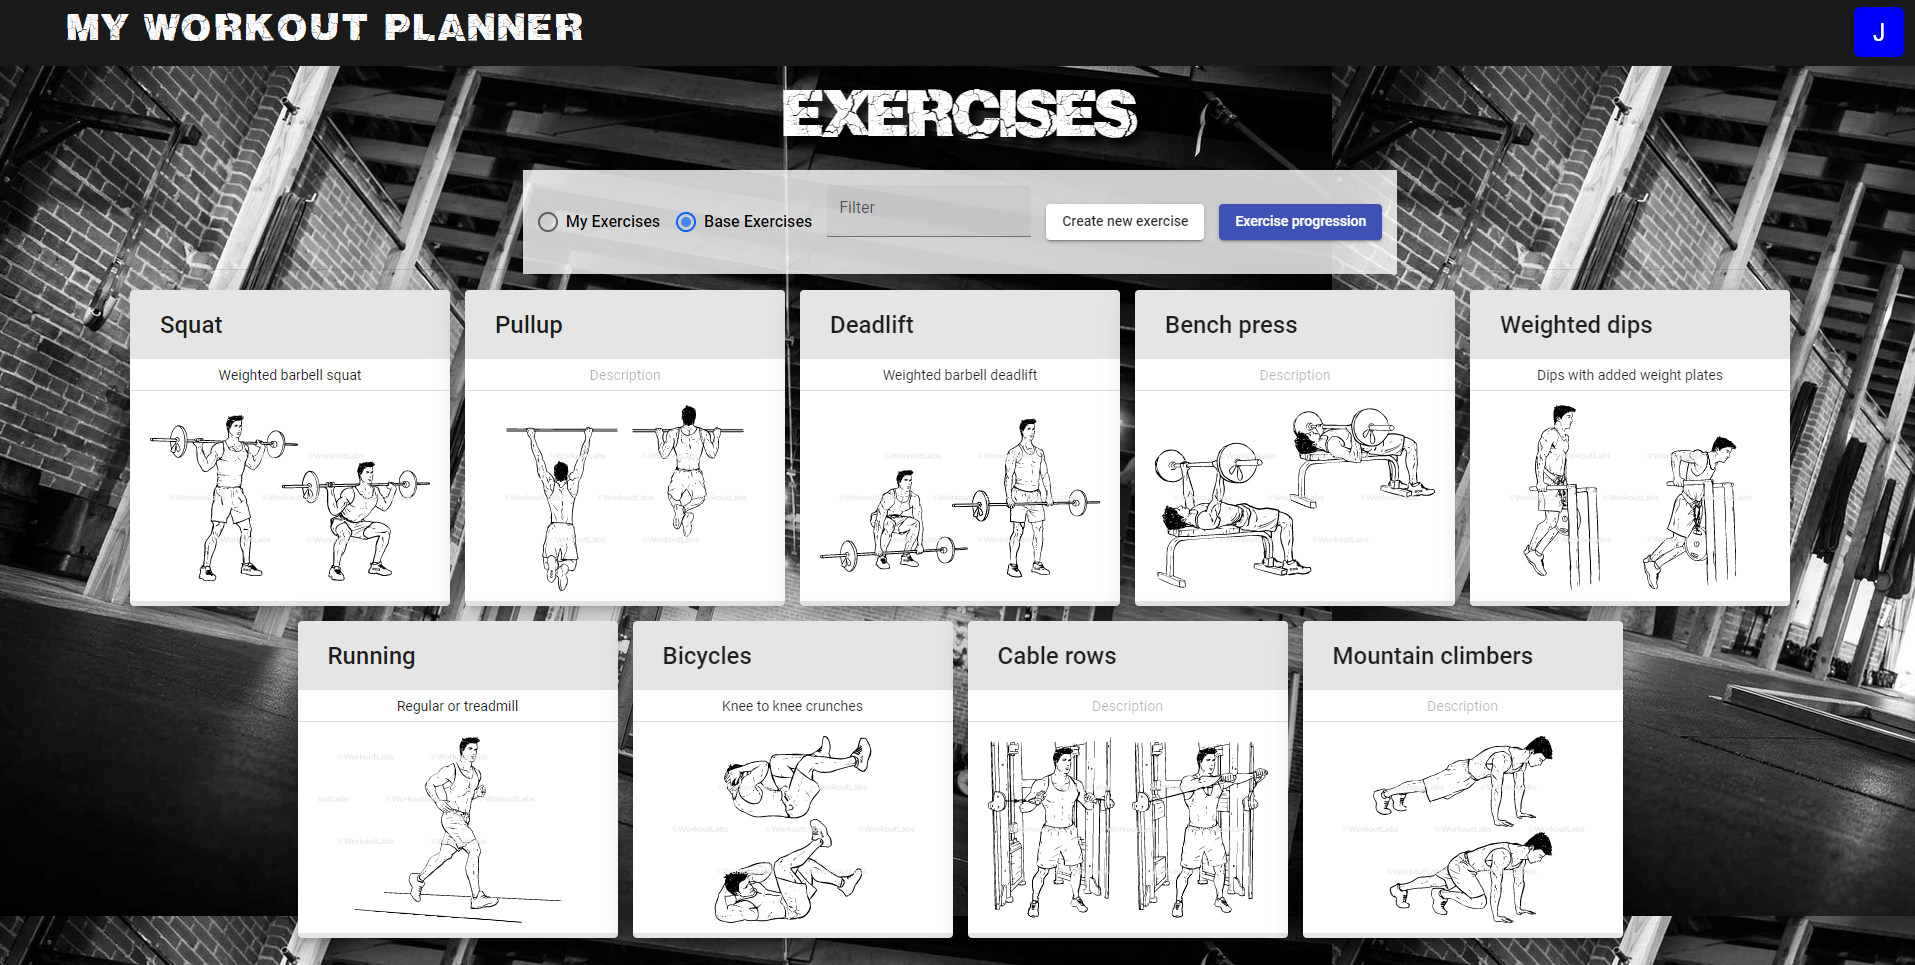 MY WORKOUT PLANNER
J
EXERCISES
My Exercises
Base Exercises
Filter
Create new exercise
Exercise progression
Squat
Pullup
Deadlift
Bench press
Weighted dips
Weighted barbell squat
Description
Weighted barbell deadlift
Description
Dips with added weight plates
©WorkoutLabs
Running
Bicycles
Cable rows
Mountain climbers
Regular or treadmill
Knee to knee crunches
Description
Description
©WorkoutLabs